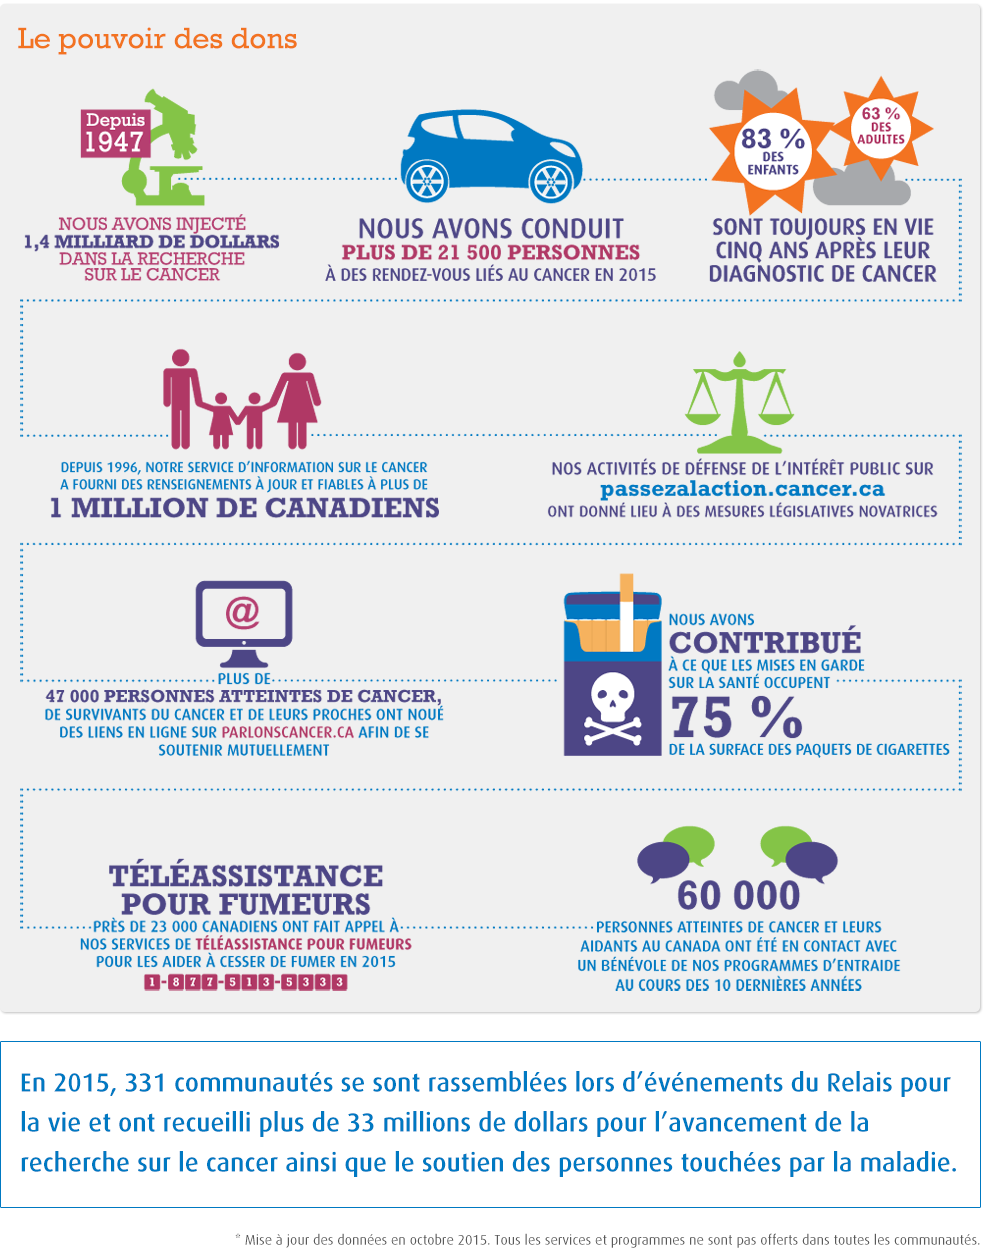 Le pouvoir des dons
Depuis
1947
NOUS AVONS INJECTÉ
1,4 MILLIARD DE DOLLARS
DANS LA RECHERCHE
SUR LE CANCER
NOUS AVONS CONDUIT
PLUS DE 21 500 PERSONNES
À DES RENDEZ-VOUS LIÉS AU CANCER EN 2015
83 %
DES
ENFANTS
63 %
DES
ADULTES
SONT TOUJOURS EN VIE
CINQ ANS APRÈS LEUR
DIAGNOSTIC DE CANCER
DEPUIS 1996, NOTRE SERVICE D'INFORMATION SUR LE CANCER
A FOURNI DES RENSEIGNEMENTS À JOUR ET FIABLES À PLUS DE
1 MILLION DE CANADIENS
NOS ACTIVITÉS DE DÉFENSE DE L'INTÉRÊT PUBLIC SUR
passezalaction.cancer.ca
ONT DONNÉ LIEU À DES MESURES LÉGISLATIVES NOVATRICES
@
PLUS DE
47 000 PERSONNES ATTEINTES DE CANCER,
DE SURVIVANTS DU CANCER ET DE LEURS PROCHES ONT NOUÉ
DES LIENS EN LIGNE SUR PARLONSCANCER.CA AFIN DE SE
SOUTENIR MUTUELLEMENT
NOUS AVONS
CONTRIBUÉ
À CE QUE LES MISES EN GARDE
SUR LA SANTÉ OCCUPENT
75 %
DE LA SURFACE DES PAQUETS DE CIGARETTES
TÉLÉASSISTANCE
POUR FUMEURS
PRÈS DE 23 000 CANADIENS ONT FAIT APPEL À
NOS SERVICES DE TÉLÉASSISTANCE POUR FUMEURS
POUR LES AIDER À CESSER DE FUMER EN 2015
1-877-513-5333
60 000
PERSONNES ATTEINTES DE CANCER ET LEURS
AIDANTS AU CANADA ONT ÉTÉ EN CONTACT AVEC
UN BÉNÉVOLE DE NOS PROGRAMMES D'ENTRAIDE
AU COURS DES 10 DERNIÈRES ANNÉES
En 2015, 331 communautés se sont rassemblées lors d'événements du Relais pour
la vie et ont recueilli plus de 33 millions de dollars pour l'avancement de la
recherche sur le cancer ainsi que le soutien des personnes touchées par la maladie.
* Mise à jour des données en octobre 2015. Tous les services et programmes ne sont pas offerts dans toutes les communautés.